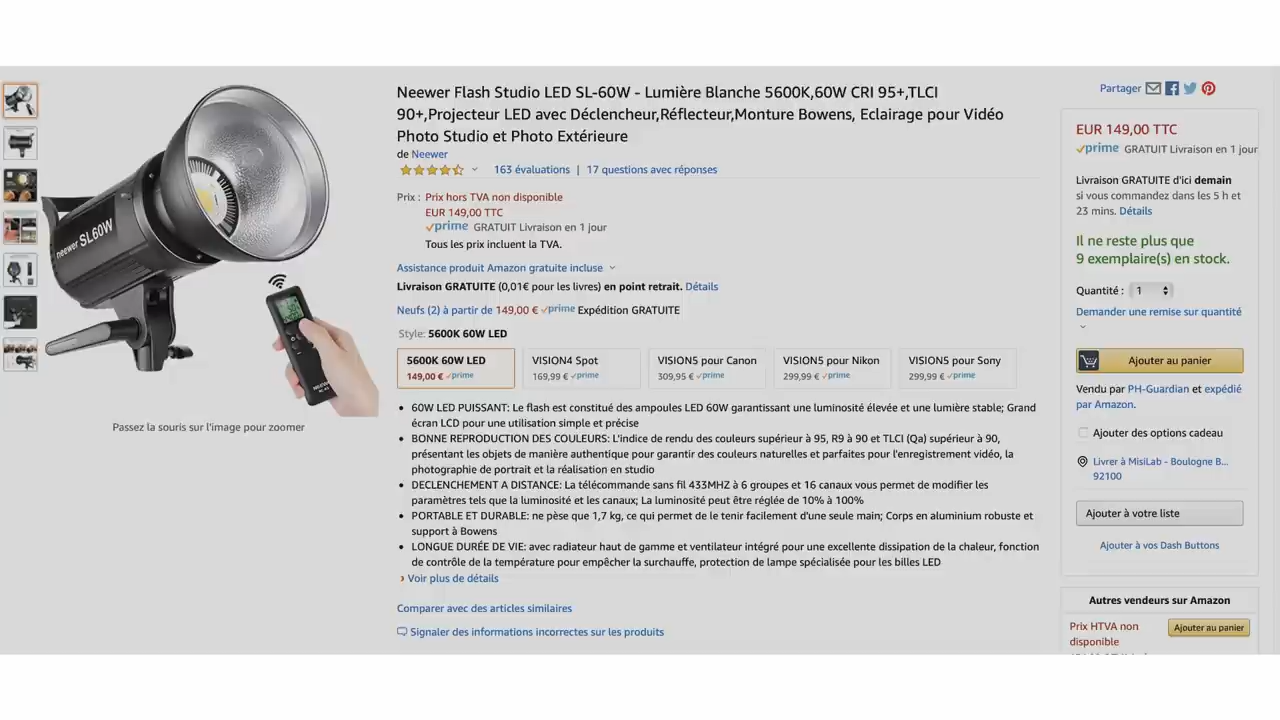 Neewer Flash Studio LED SL-60W - Lumière Blanche 5600K,60W CRI 95+,TLCI
90+,Projecteur LED avec Déclencheur,Réflecteur,Monture Bowens, Eclairage pour Vidéo
Photo Studio et Photo Extérieure
de Neewer
163 évaluations | 17 questions avec réponses
Prix : Prix hors TVA non disponible
EUR 149,00 TTC
prime GRATUIT Livraison en 1 jour
Tous les prix incluent la TVA.
Assistance produit Amazon gratuite incluse
Livraison GRATUITE (0,01€ pour les livres) en point retrait. Détails
Neufs (2) à partir de 149,00 € prime Expédition GRATUITE
Style: 5600K 60W LED
5600K 60W LED
149,00 € prime
VISION4 Spot
169,99 € prime
VISION5 pour Canon
309,95 € prime
VISION5 pour Nikon
299,99 € prime
VISION5 pour Sony
299,99 € prime
• 60W LED PUISSANT: Le flash est constitué des ampoules LED 60W garantissant une luminosité élevée et une lumière stable; Grand
écran LCD pour une utilisation simple et précise
• BONNE REPRODUCTION DES COULEURS: L'indice de rendu des couleurs supérieur à 95, R9 à 90 et TLCI (Qa) supérieur à 90,
présentant les objets de manière authentique pour garantir des couleurs naturelles et parfaites pour l'enregistrement vidéo, la
photographie de portrait et la réalisation en studio
• DECLENCHEMENT A DISTANCE: La télécommande sans fil 433MHZ à 6 groupes et 16 canaux vous permet de modifier les
paramètres tels que la luminosité et les canaux; La luminosité peut être réglée de 10% à 100%
• PORTABLE ET DURABLE: ne pèse que 1,7 kg, ce qui permet de le tenir facilement d'une seule main; Corps en aluminium robuste et
support à Bowens
• LONGUE DURÉE DE VIE: avec radiateur haut de gamme et ventilateur intégré pour une excellente dissipation de la chaleur, fonction
de contrôle de la température pour empêcher la surchauffe, protection de lampe spécialisée pour les billes LED
› Voir plus de détails
Comparer avec des articles similaires
Signaler des informations incorrectes sur les produits
neewer SL60W
Passez la souris sur l'image pour zoomer
Partager
EUR 149,00 TTC
prime GRATUIT Livraison en 1 jour
Livraison GRATUITE d'ici demain
si vous commandez dans les 5 h et
23 mins. Détails
Il ne reste plus que
9 exemplaire(s) en stock.
Quantité : 1
Demander une remise sur quantité
Ajouter au panier
Vendu par PH-Guardian et expédié
par Amazon.
Ajouter des options cadeau
Livrer à MisiLab - Boulogne B...
92100
Ajouter à votre liste
Ajouter à vos Dash Buttons
Autres vendeurs sur Amazon
Prix HTVA non
disponible
Ajouter au panier